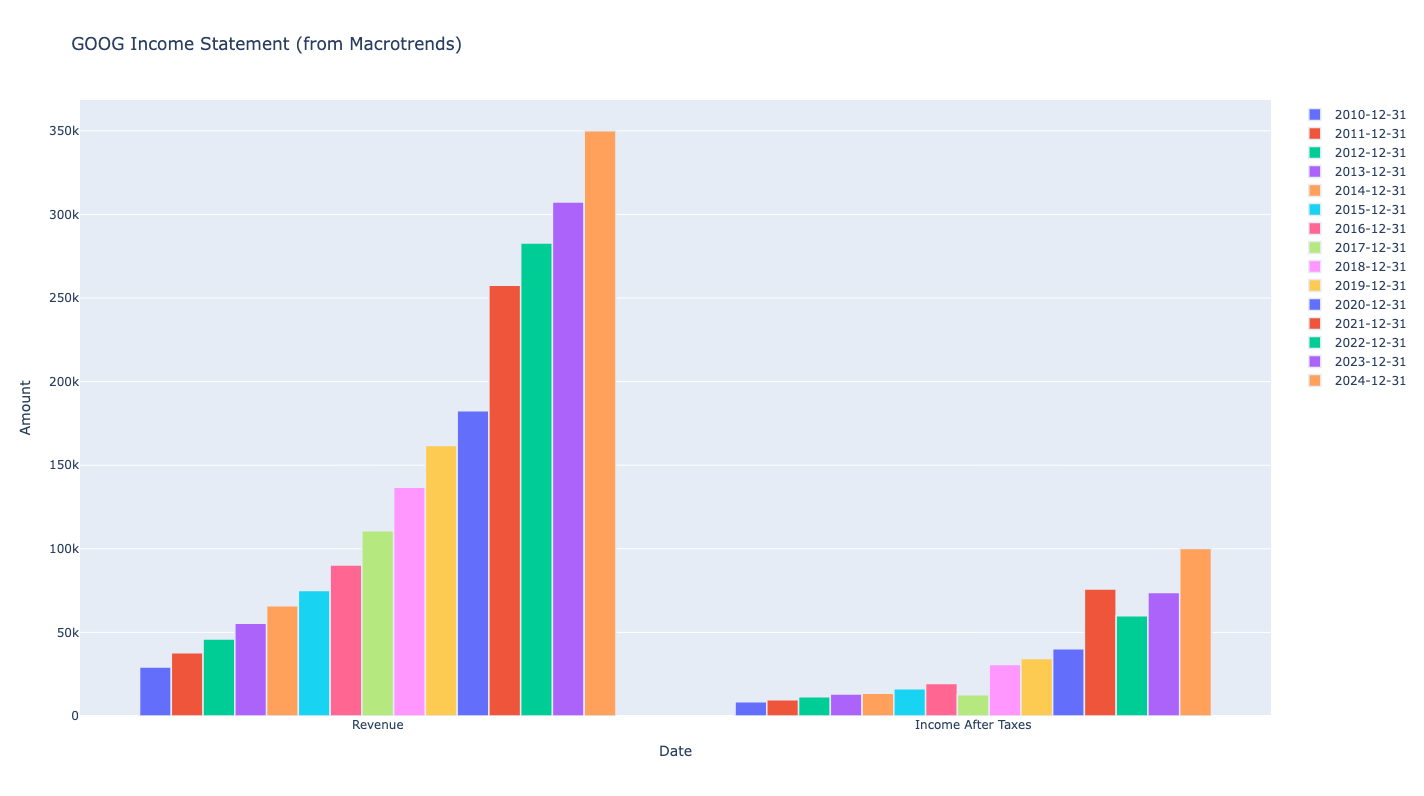 GOOG Income Statement (from Macrotrends)
350k
300k
250k
200k
150k
100k
50k
0
Amount
Revenue
Income After Taxes
Date
2010-12-31
2011-12-31
2012-12-31
2013-12-31
2014-12-31
2015-12-31
2016-12-31
2017-12-31
2018-12-31
2019-12-31
2020-12-31
2021-12-31
2022-12-31
2023-12-31
2024-12-31